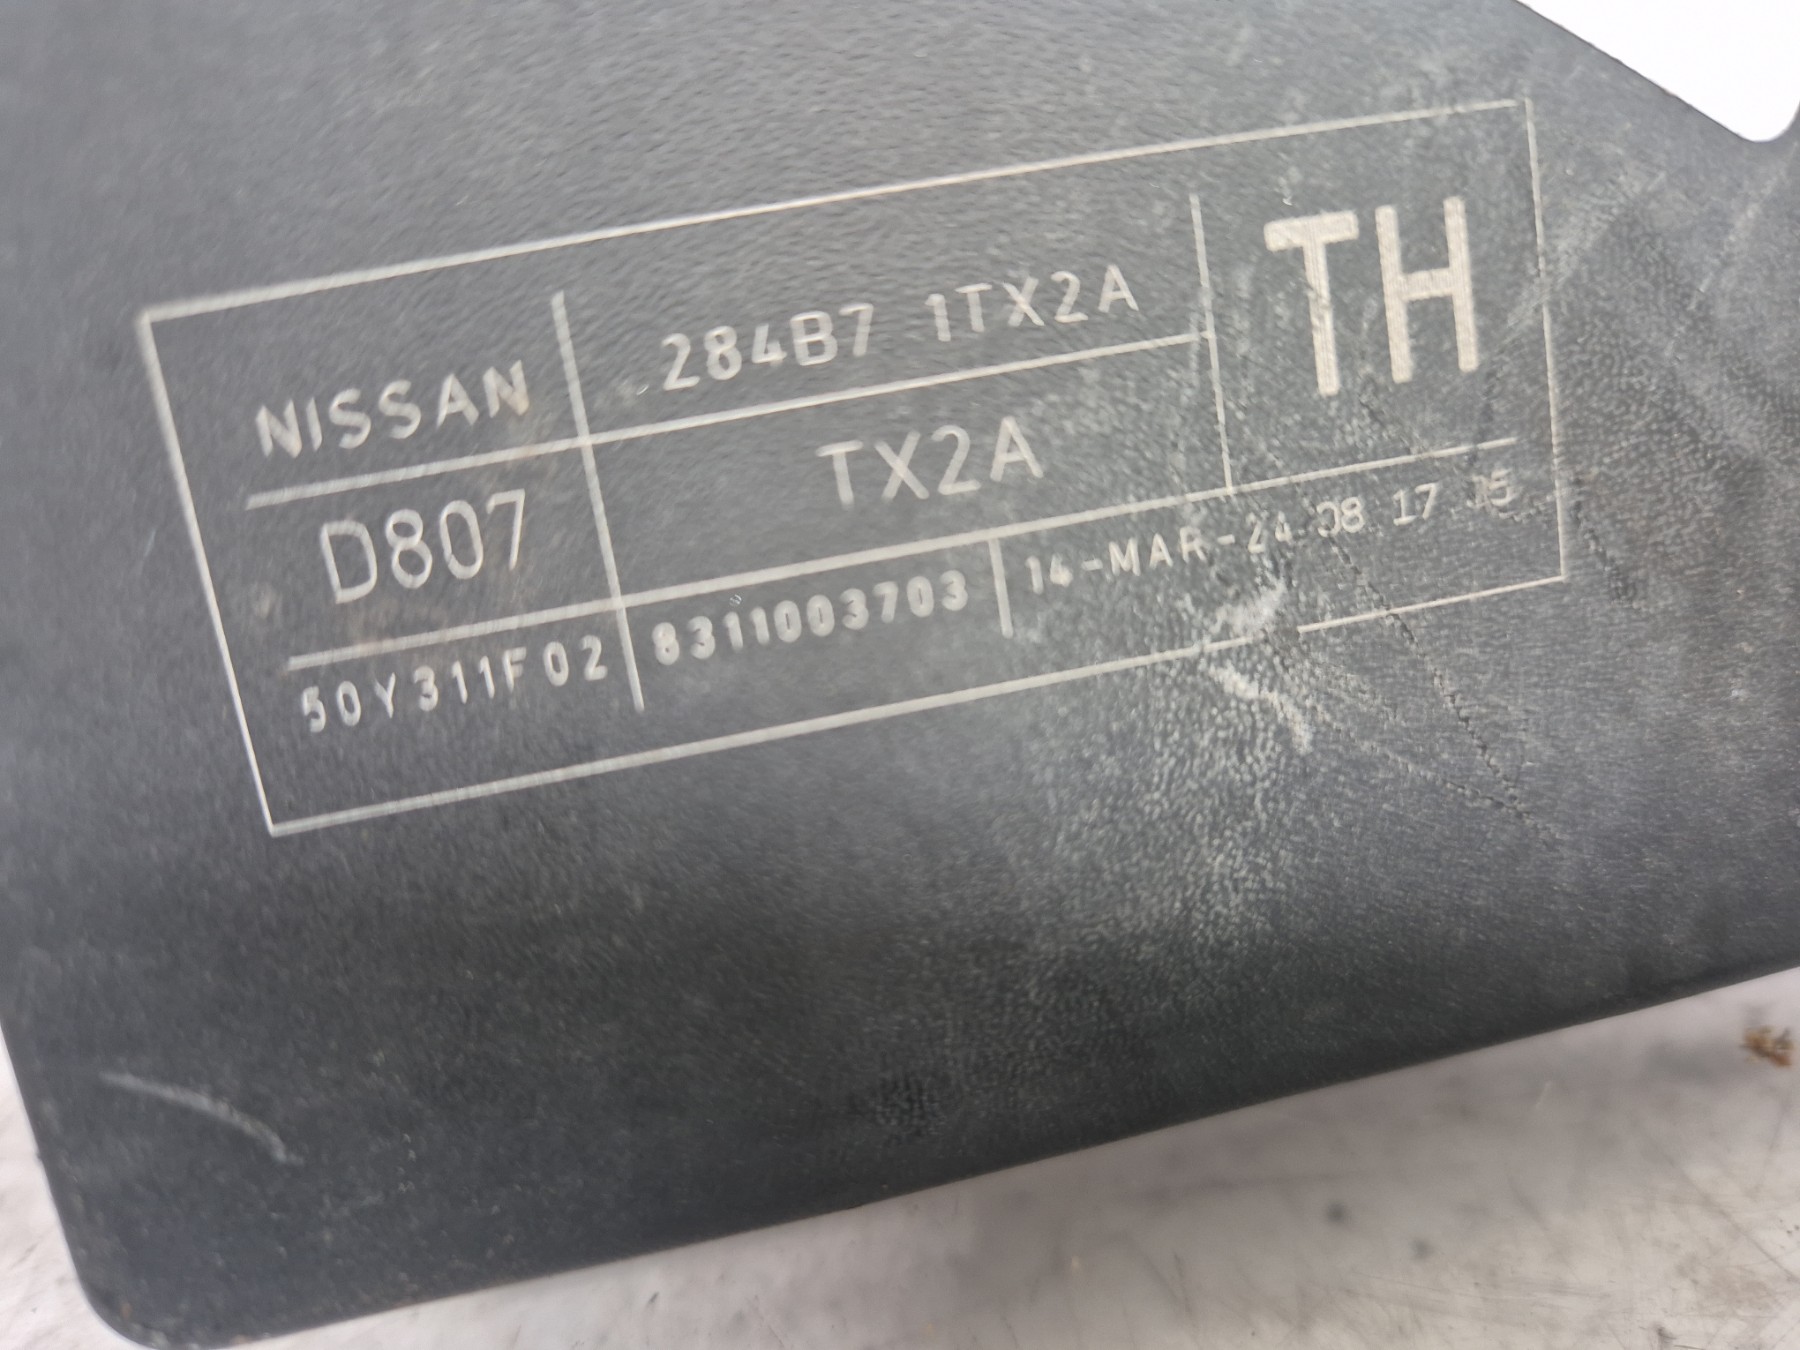 NISSAN 284B7 1TX2A TH
D807 TX2A
50Y311F02 8311003703 14-MAR-24 08 17